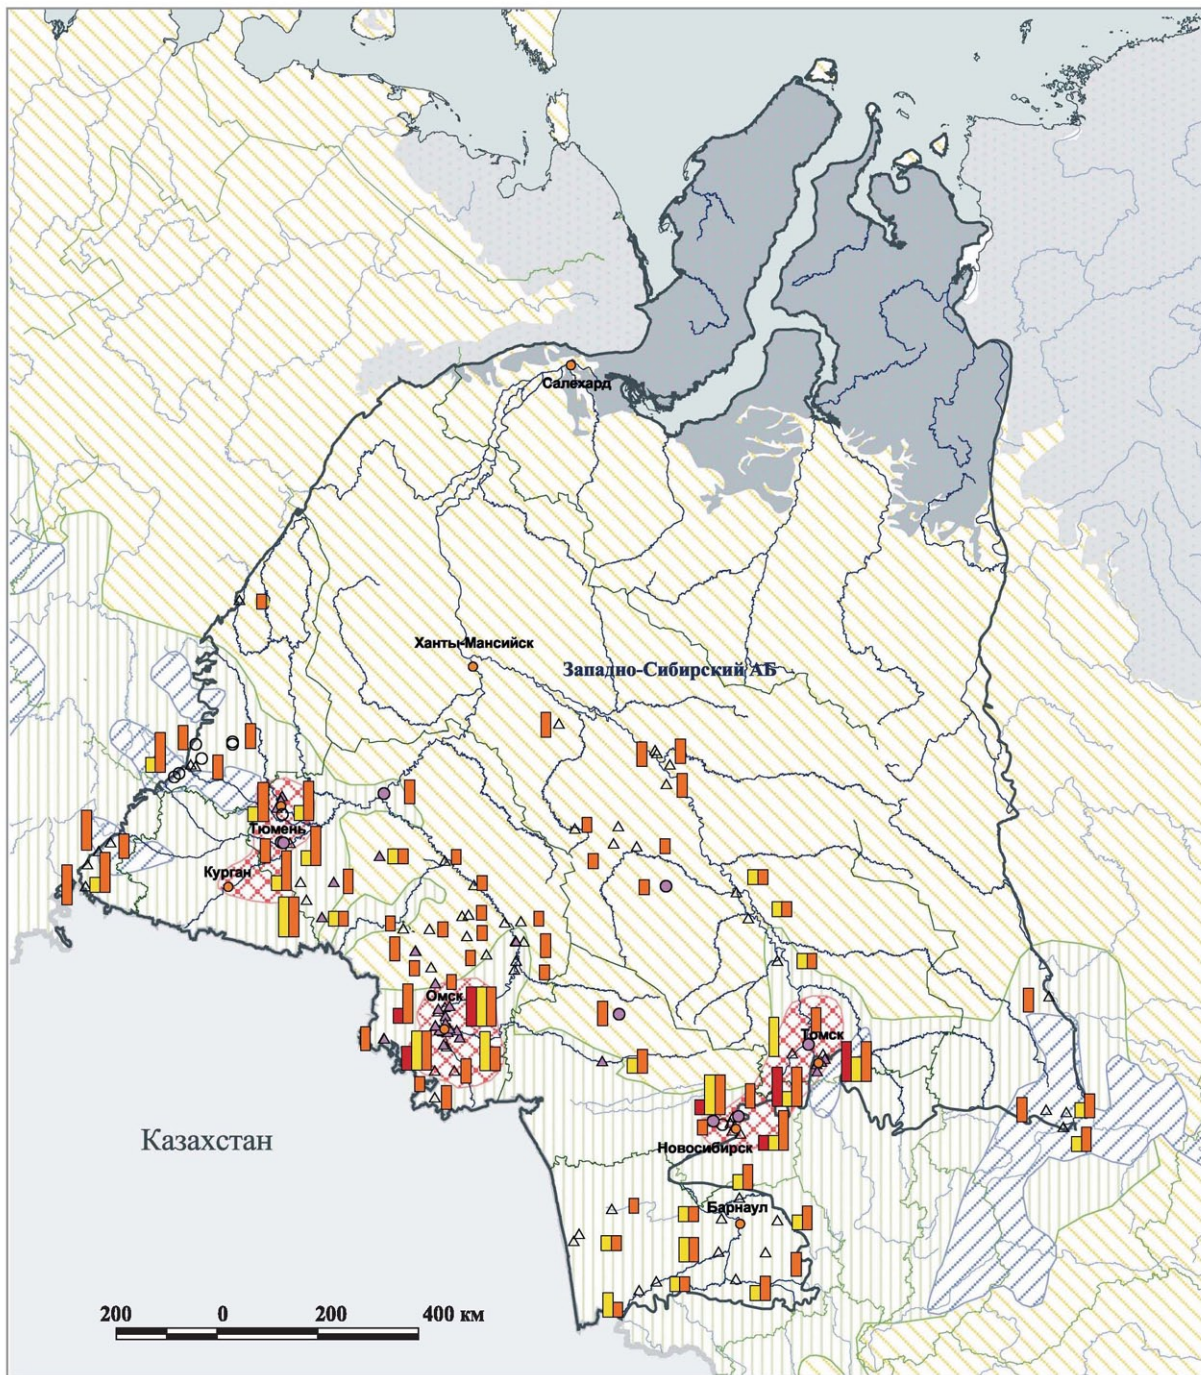 Салехард
Ханты-Мансийск
Западно-Сибирский АБ
Тюмень
Курган
Омск
Томск
Новосибирск
Казахстан
Барнаул
200 0 200 400 км